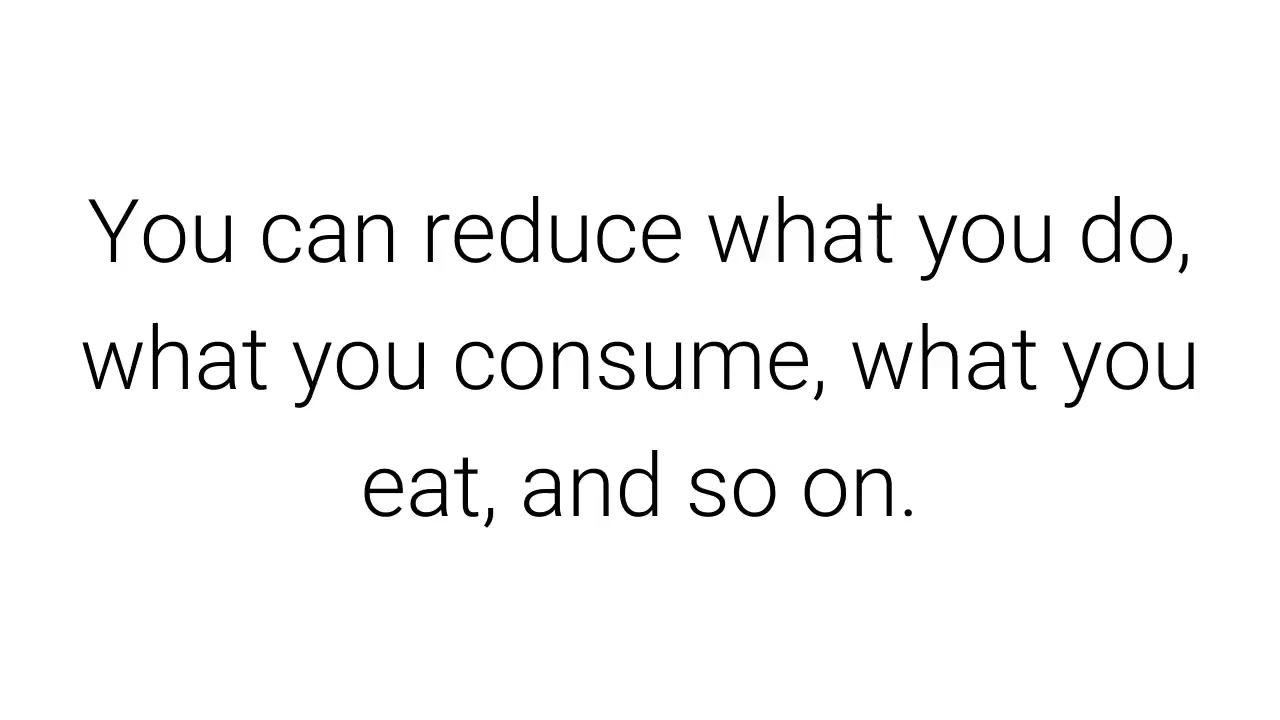 You can reduce what you do,
what you consume, what you
eat, and so on.